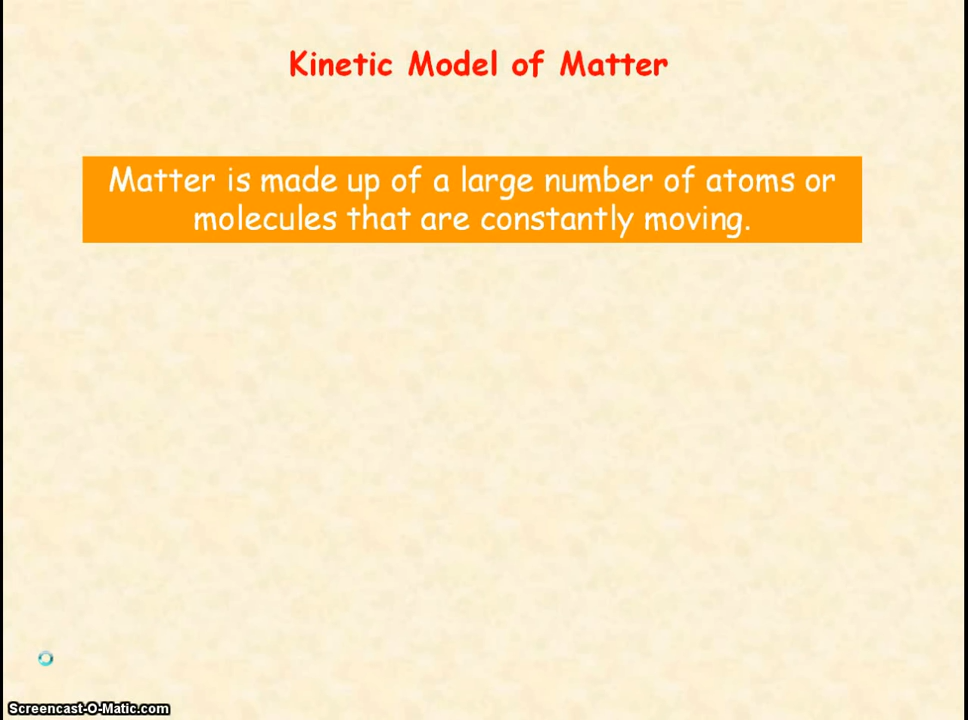 Kinetic Model of Matter
Matter is made up of a large number of atoms or
molecules that are constantly moving.
Screencast-O-Matic.com